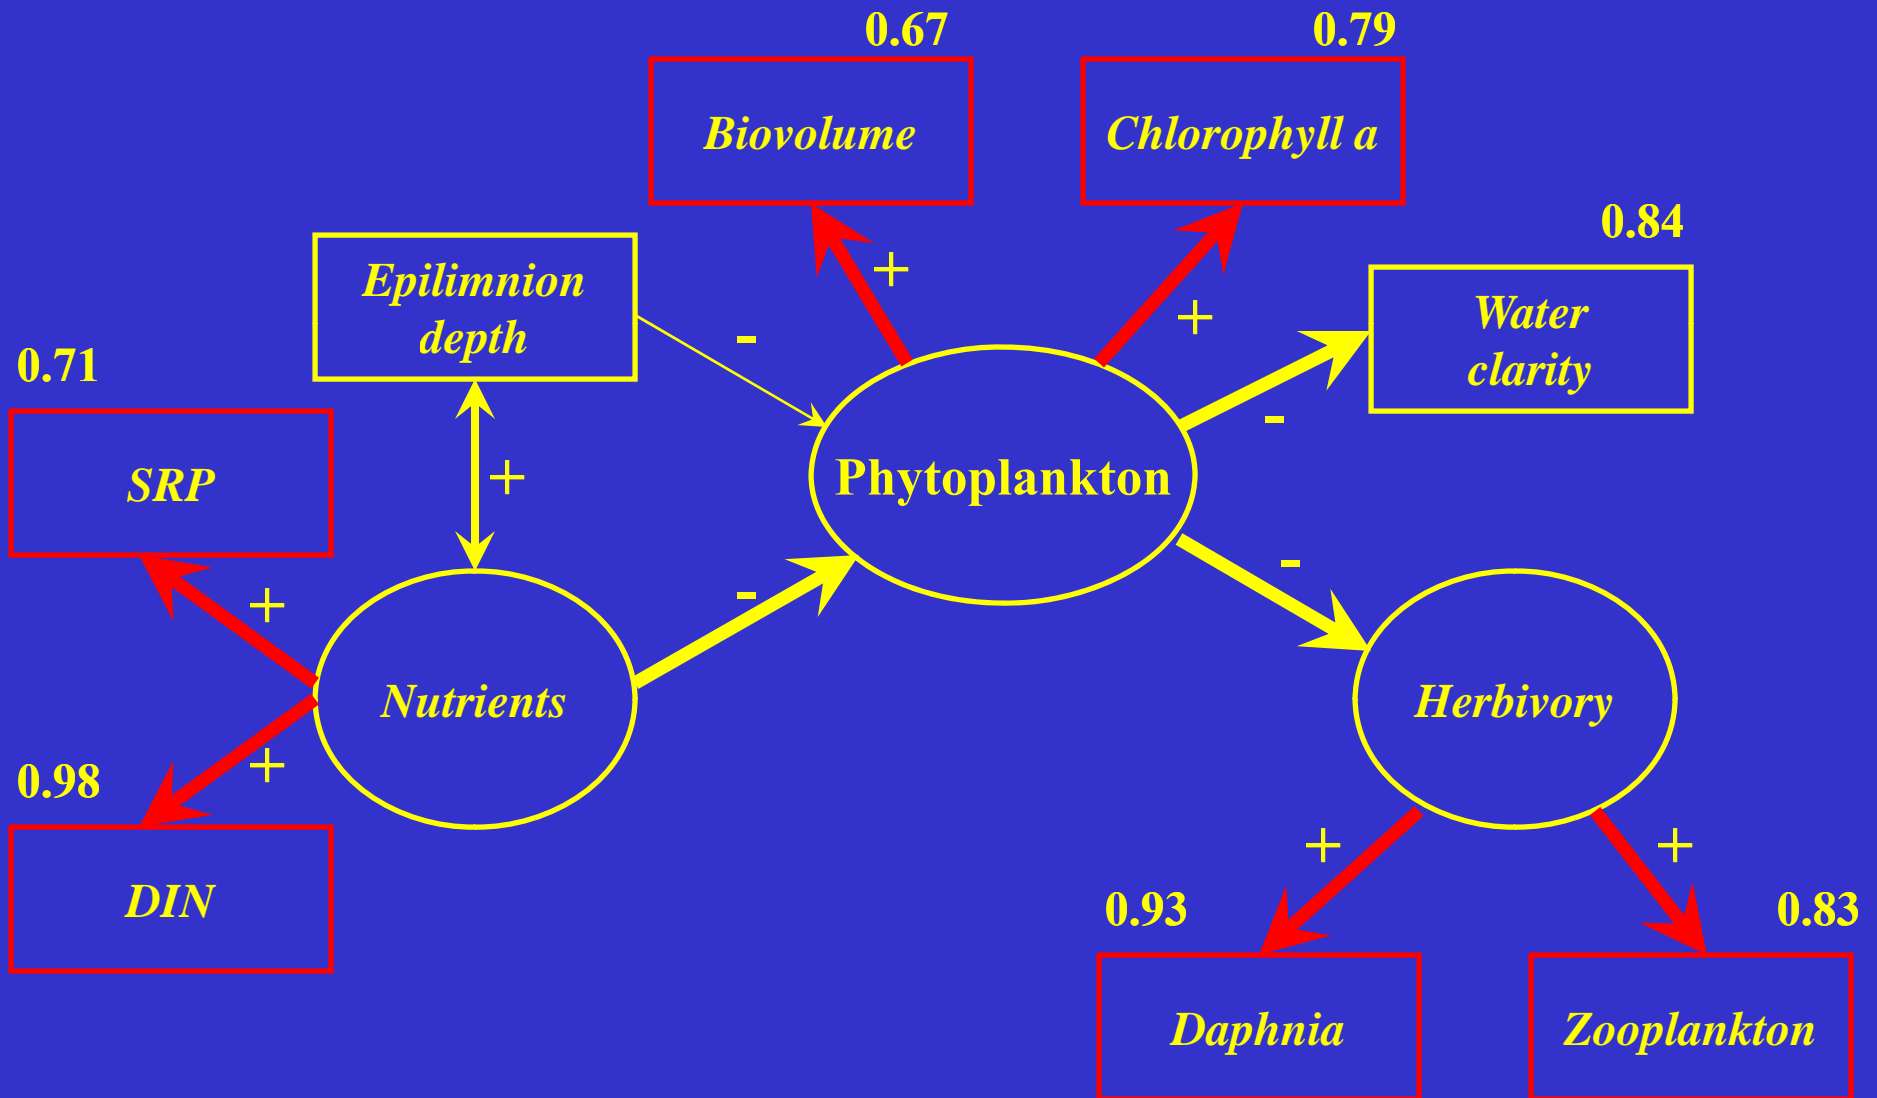 0.67
0.79
Biovolume
Chlorophyll a
0.84
Epilimnion
depth
+
-
+
Water
clarity
0.71
-
SRP
+
Phytoplankton
-
+
-
Nutrients
Herbivory
+
0.98
DIN
+
+
0.93
0.83
Daphnia
Zooplankton